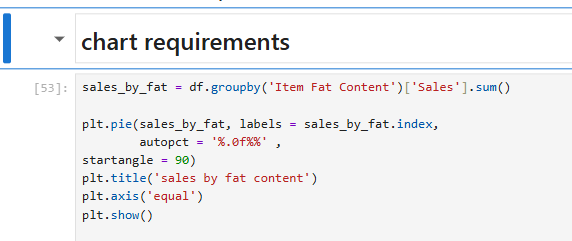 chart requirements
[53]: sales_by_fat = df.groupby('Item Fat Content')['Sales'].sum()
plt.pie(sales_by_fat, labels = sales_by_fat.index,
        autopct = '%.0f%%' ,
startangle = 90)
plt.title('sales by fat content')
plt.axis('equal')
plt.show()